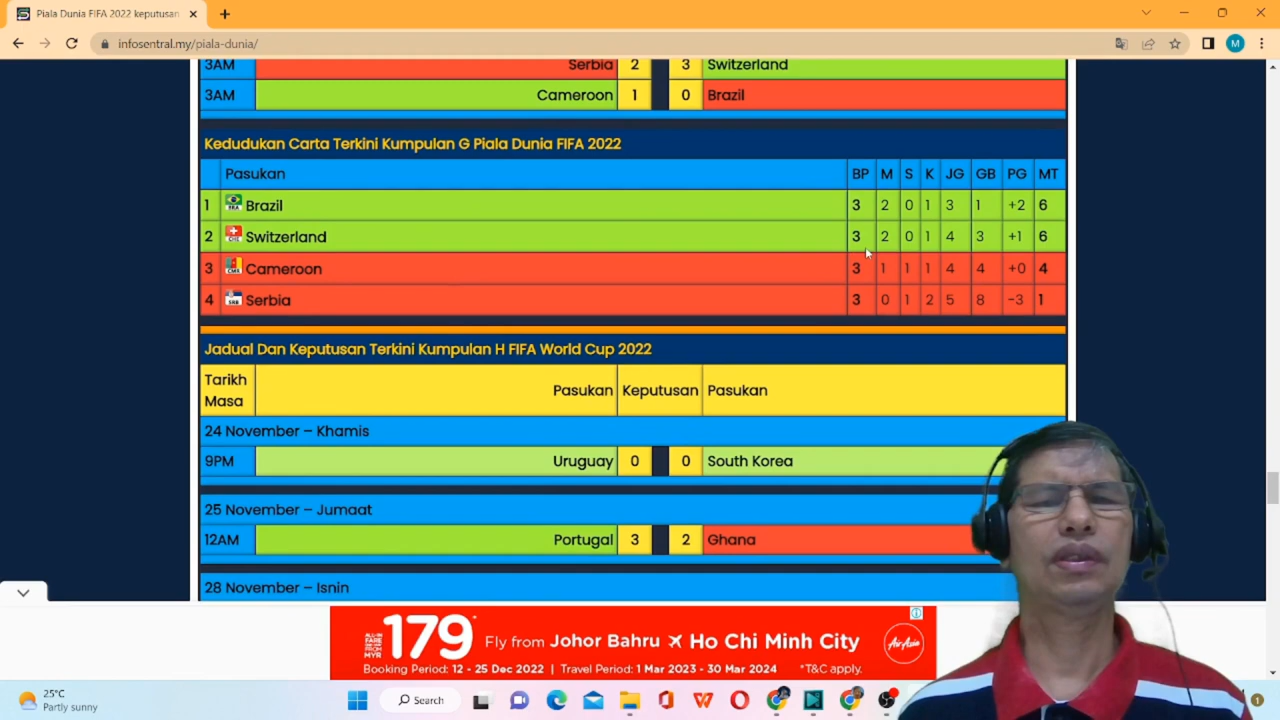 Piala Dunia FIFA 2022 keputusan
infosentral.my/piala-dunia/
M
3AM Serbia 2 3 Switzerland
3AM Cameroon 1 0 Brazil
Kedudukan Carta Terkini Kumpulan G Piala Dunia FIFA 2022
Pasukan BP M S K JG GB PG MT
1 Brazil 3 2 0 1 3 1 +2 6
2 Switzerland 3 2 0 1 4 3 +1 6
3 Cameroon 3 1 1 1 4 4 +0 4
4 Serbia 3 0 1 2 5 8 -3 1
Jadual Dan Keputusan Terkini Kumpulan H FIFA World Cup 2022
Tarikh
Masa Pasukan Keputusan Pasukan
24 November – Khamis
9PM Uruguay 0 0 South Korea
25 November – Jumaat
12AM Portugal 3 2 Ghana
28 November – Isnin
ALL-IN FARE FROM MYR 179* Fly from Johor Bahru Ho Chi Minh City AirAsia
Booking Period: 12 - 25 Dec 2022 | Travel Period: 1 Mar 2023 - 30 Mar 2024 *T&C apply.
25°C
Partly sunny
Search
1